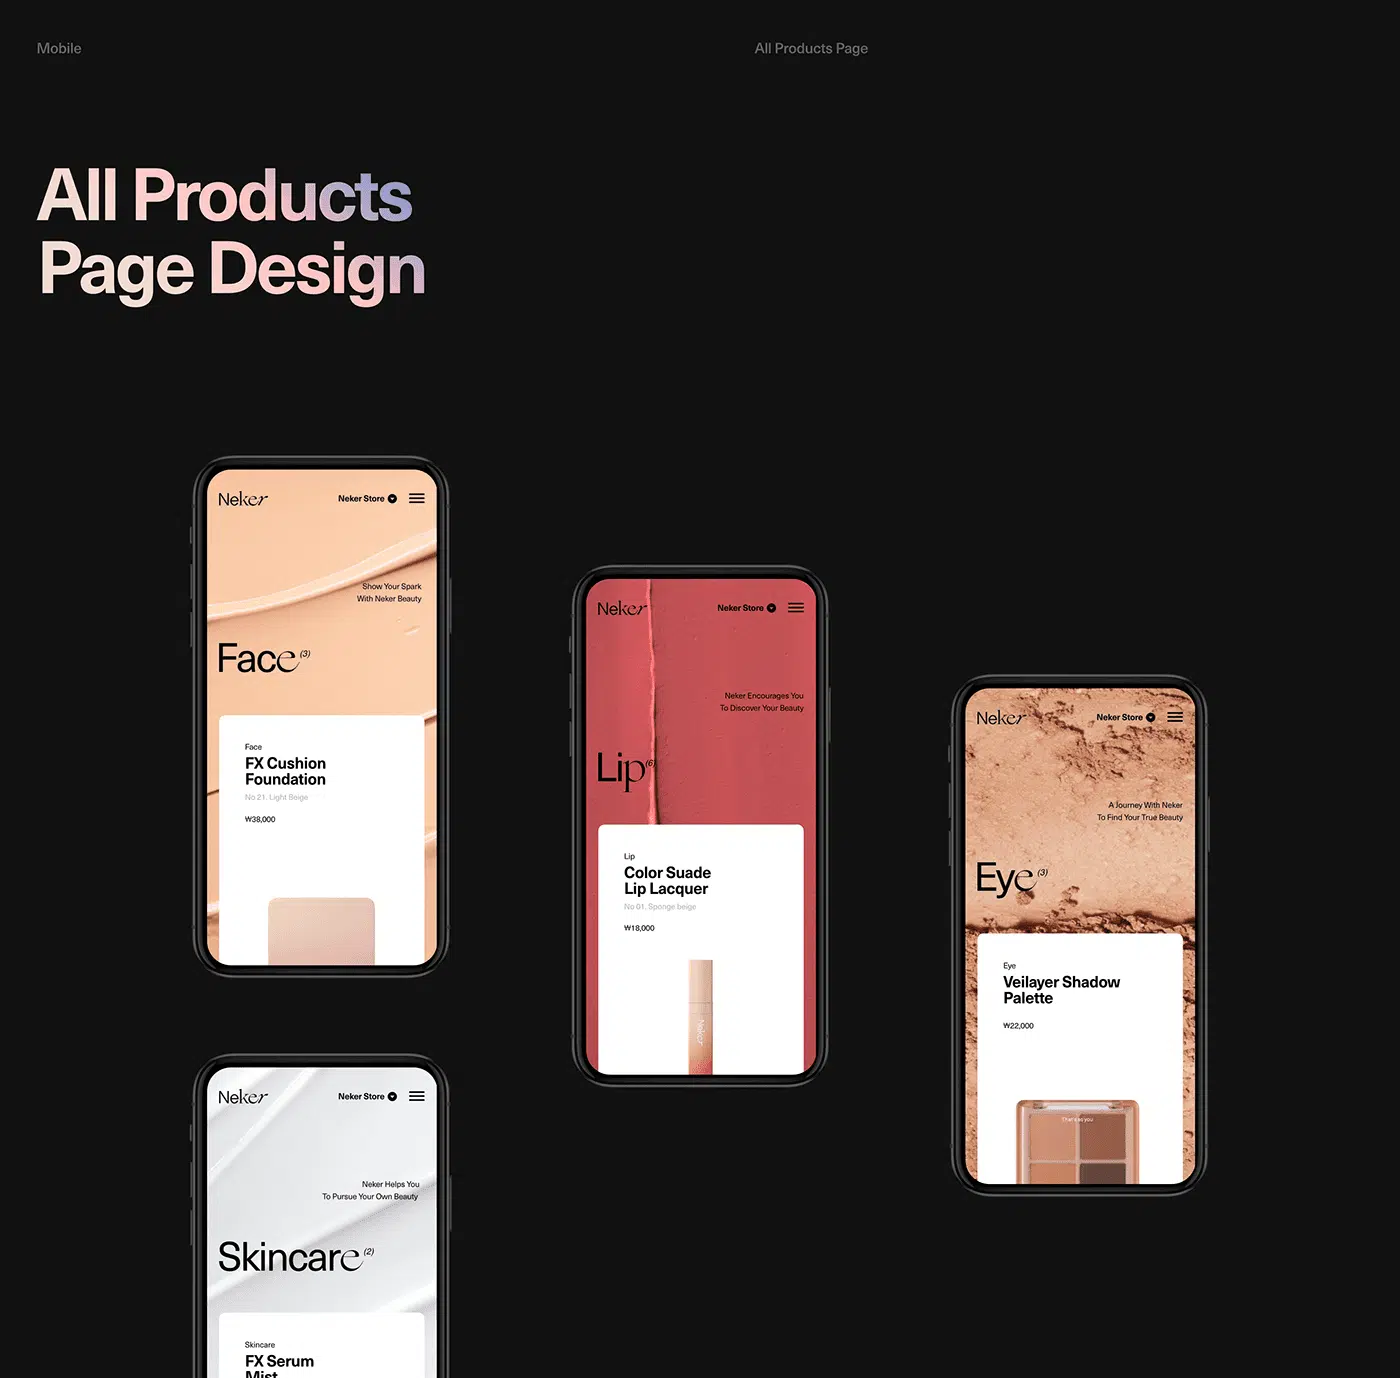 Mobile
All Products Page
All Products
Page Design
Neker
Neker Store
Show Your Spark
With Neker Beauty
Face (3)
Face
FX Cushion
Foundation
No 21. Light Beige
₩38,000
Neker
Neker Store
Neker Encourages You
To Discover Your Beauty
Lip (6)
Lip
Color Suade
Lip Lacquer
No 01. Sponge beige
₩18,000
Neker
Neker
Neker Store
A Journey With Neker
To Find Your True Beauty
Eye (3)
Eye
Veilayer Shadow
Palette
₩22,000
That's as you
Neker
Neker Store
Neker Helps You
To Pursue Your Own Beauty
Skincare (2)
Skincare
FX Serum
Mist